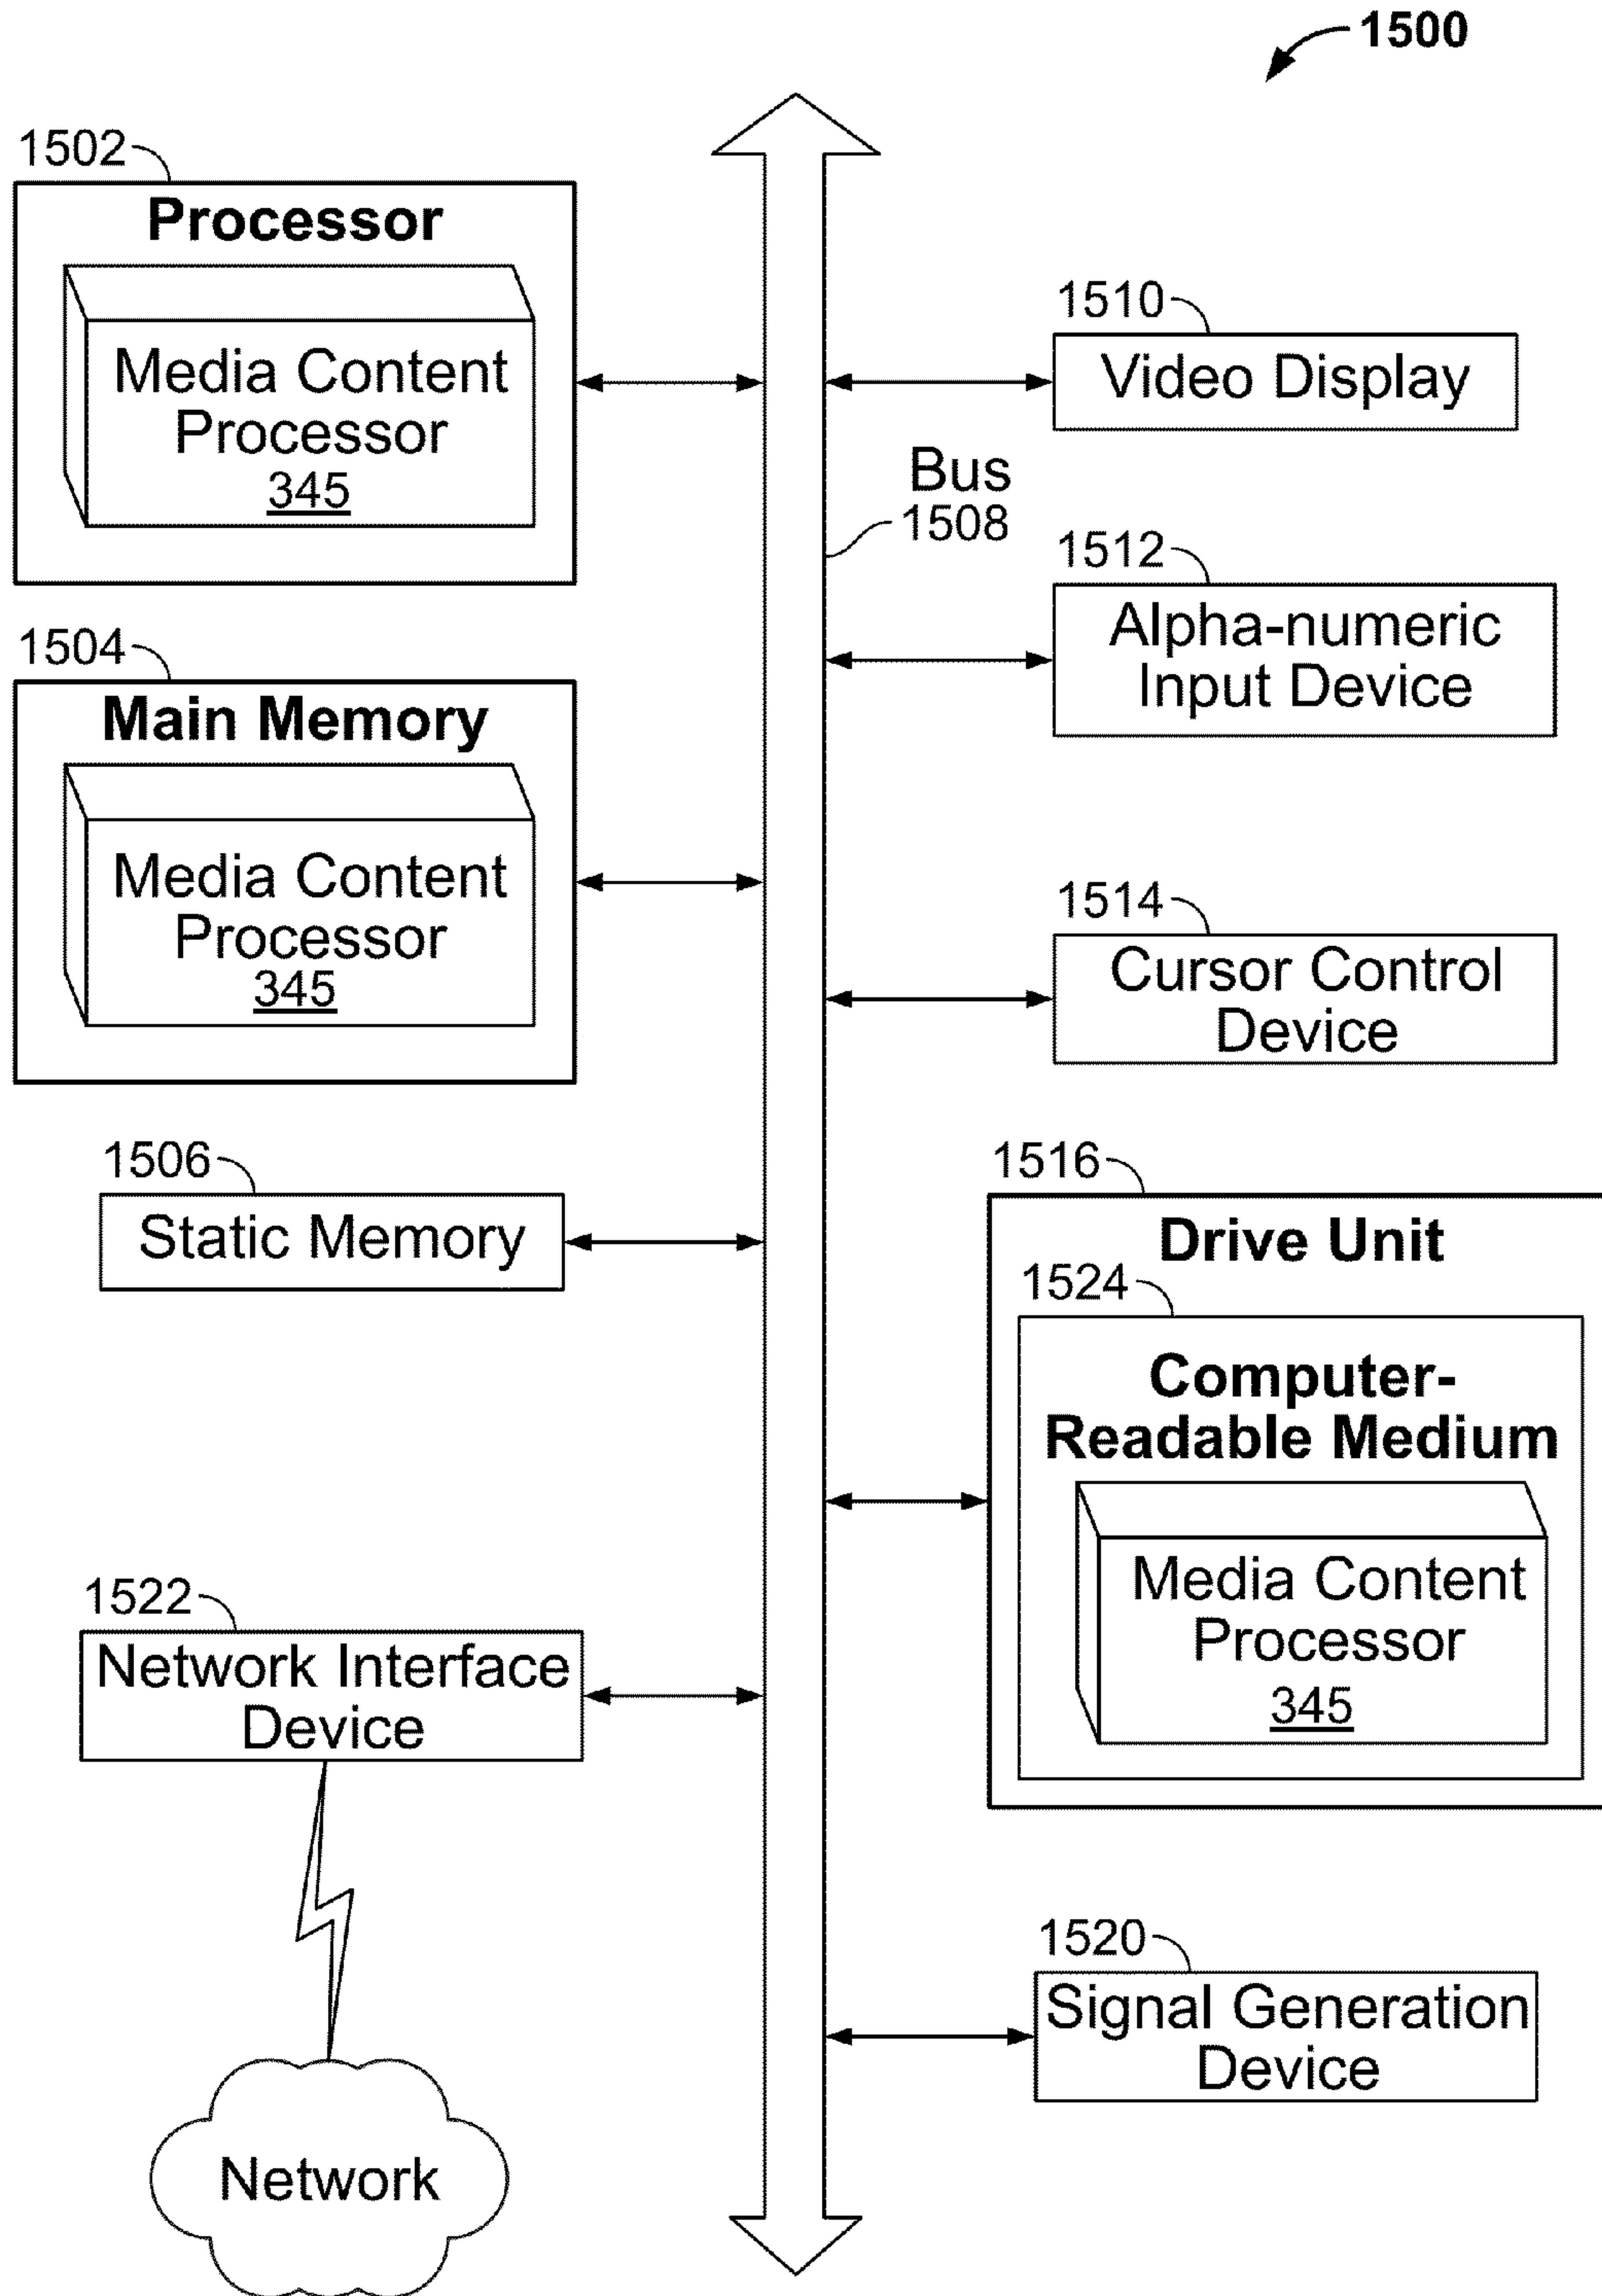 1500
1502
Processor
Media Content
Processor
345
1504
Main Memory
Media Content
Processor
345
1506
Static Memory
1522
Network Interface
Device
Network
Bus
1508
1510
Video Display
1512
Alpha-numeric
Input Device
1514
Cursor Control
Device
1516
Drive Unit
1524
Computer-
Readable Medium
Media Content
Processor
345
1520
Signal Generation
Device